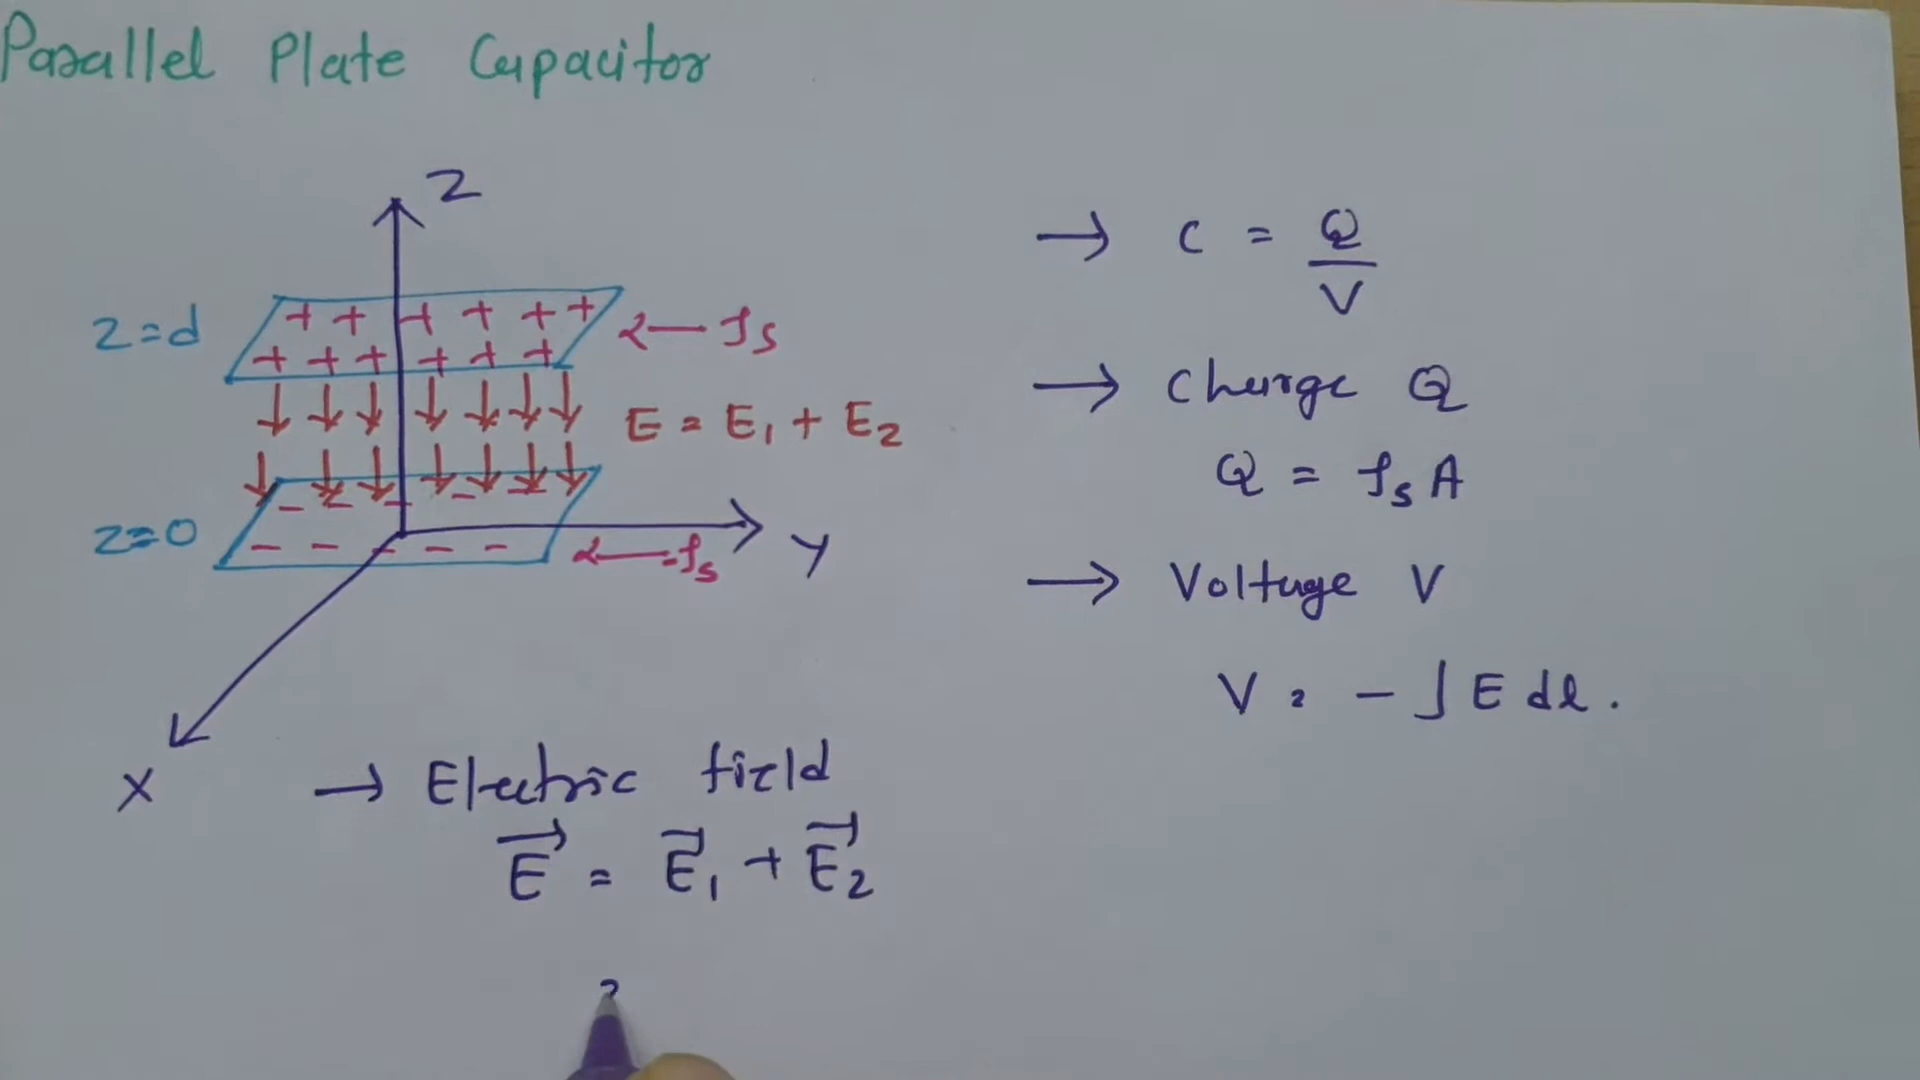 Parallel Plate Capacitor
Z
z=d
+ + + + + +
+ + + + + +
← ρs
E = E1 + E2
z=0
- - - - - -
- - - - -
← -ρs
Y
X
→ Electric field
E⃗ = E⃗1 + E⃗2
=
→ C = Q/V
→ Charge Q
Q = ρs A
→ Voltage V
V = - ∫ E dl.